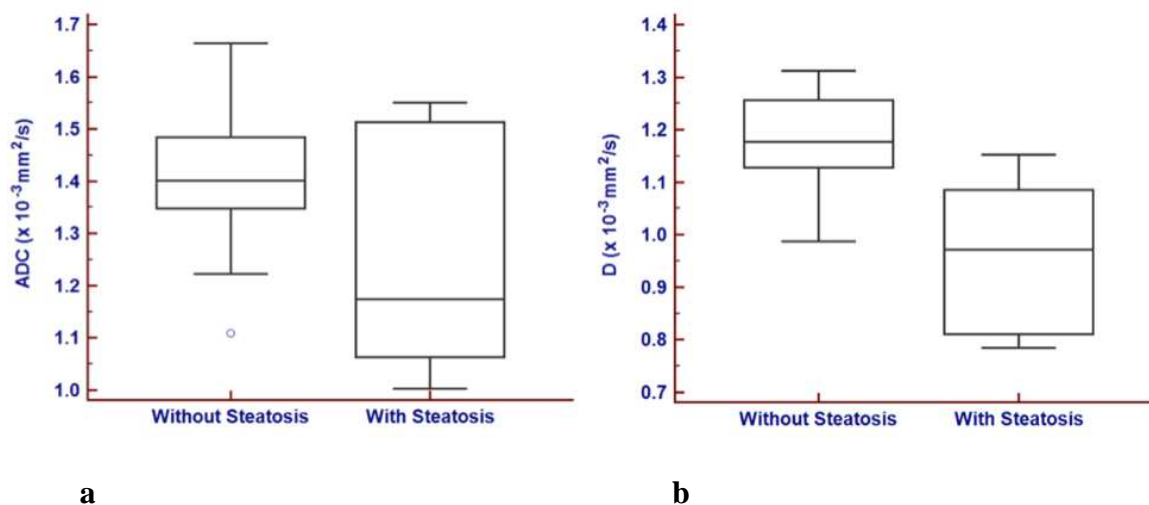 ADC (x 10⁻³mm²/s)
1.7
1.6
1.5
1.4
1.3
1.2
1.1
1.0
Without Steatosis
With Steatosis
a
D (x 10⁻³mm²/s)
1.4
1.3
1.2
1.1
1.0
0.9
0.8
0.7
Without Steatosis
With Steatosis
b